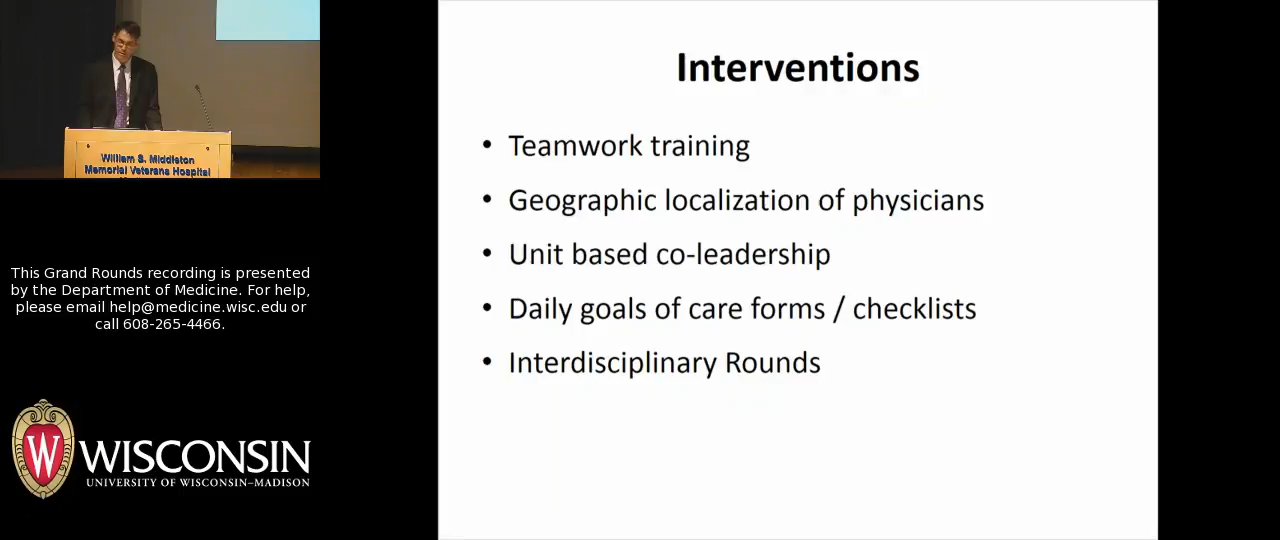 Interventions
• Teamwork training
• Geographic localization of physicians
• Unit based co-leadership
• Daily goals of care forms / checklists
• Interdisciplinary Rounds
William S. Middleton
Memorial Veterans Hospital
This Grand Rounds recording is presented
by the Department of Medicine. For help,
please email help@medicine.wisc.edu or
call 608-265-4466.
W
WISCONSIN
UNIVERSITY OF WISCONSIN–MADISON